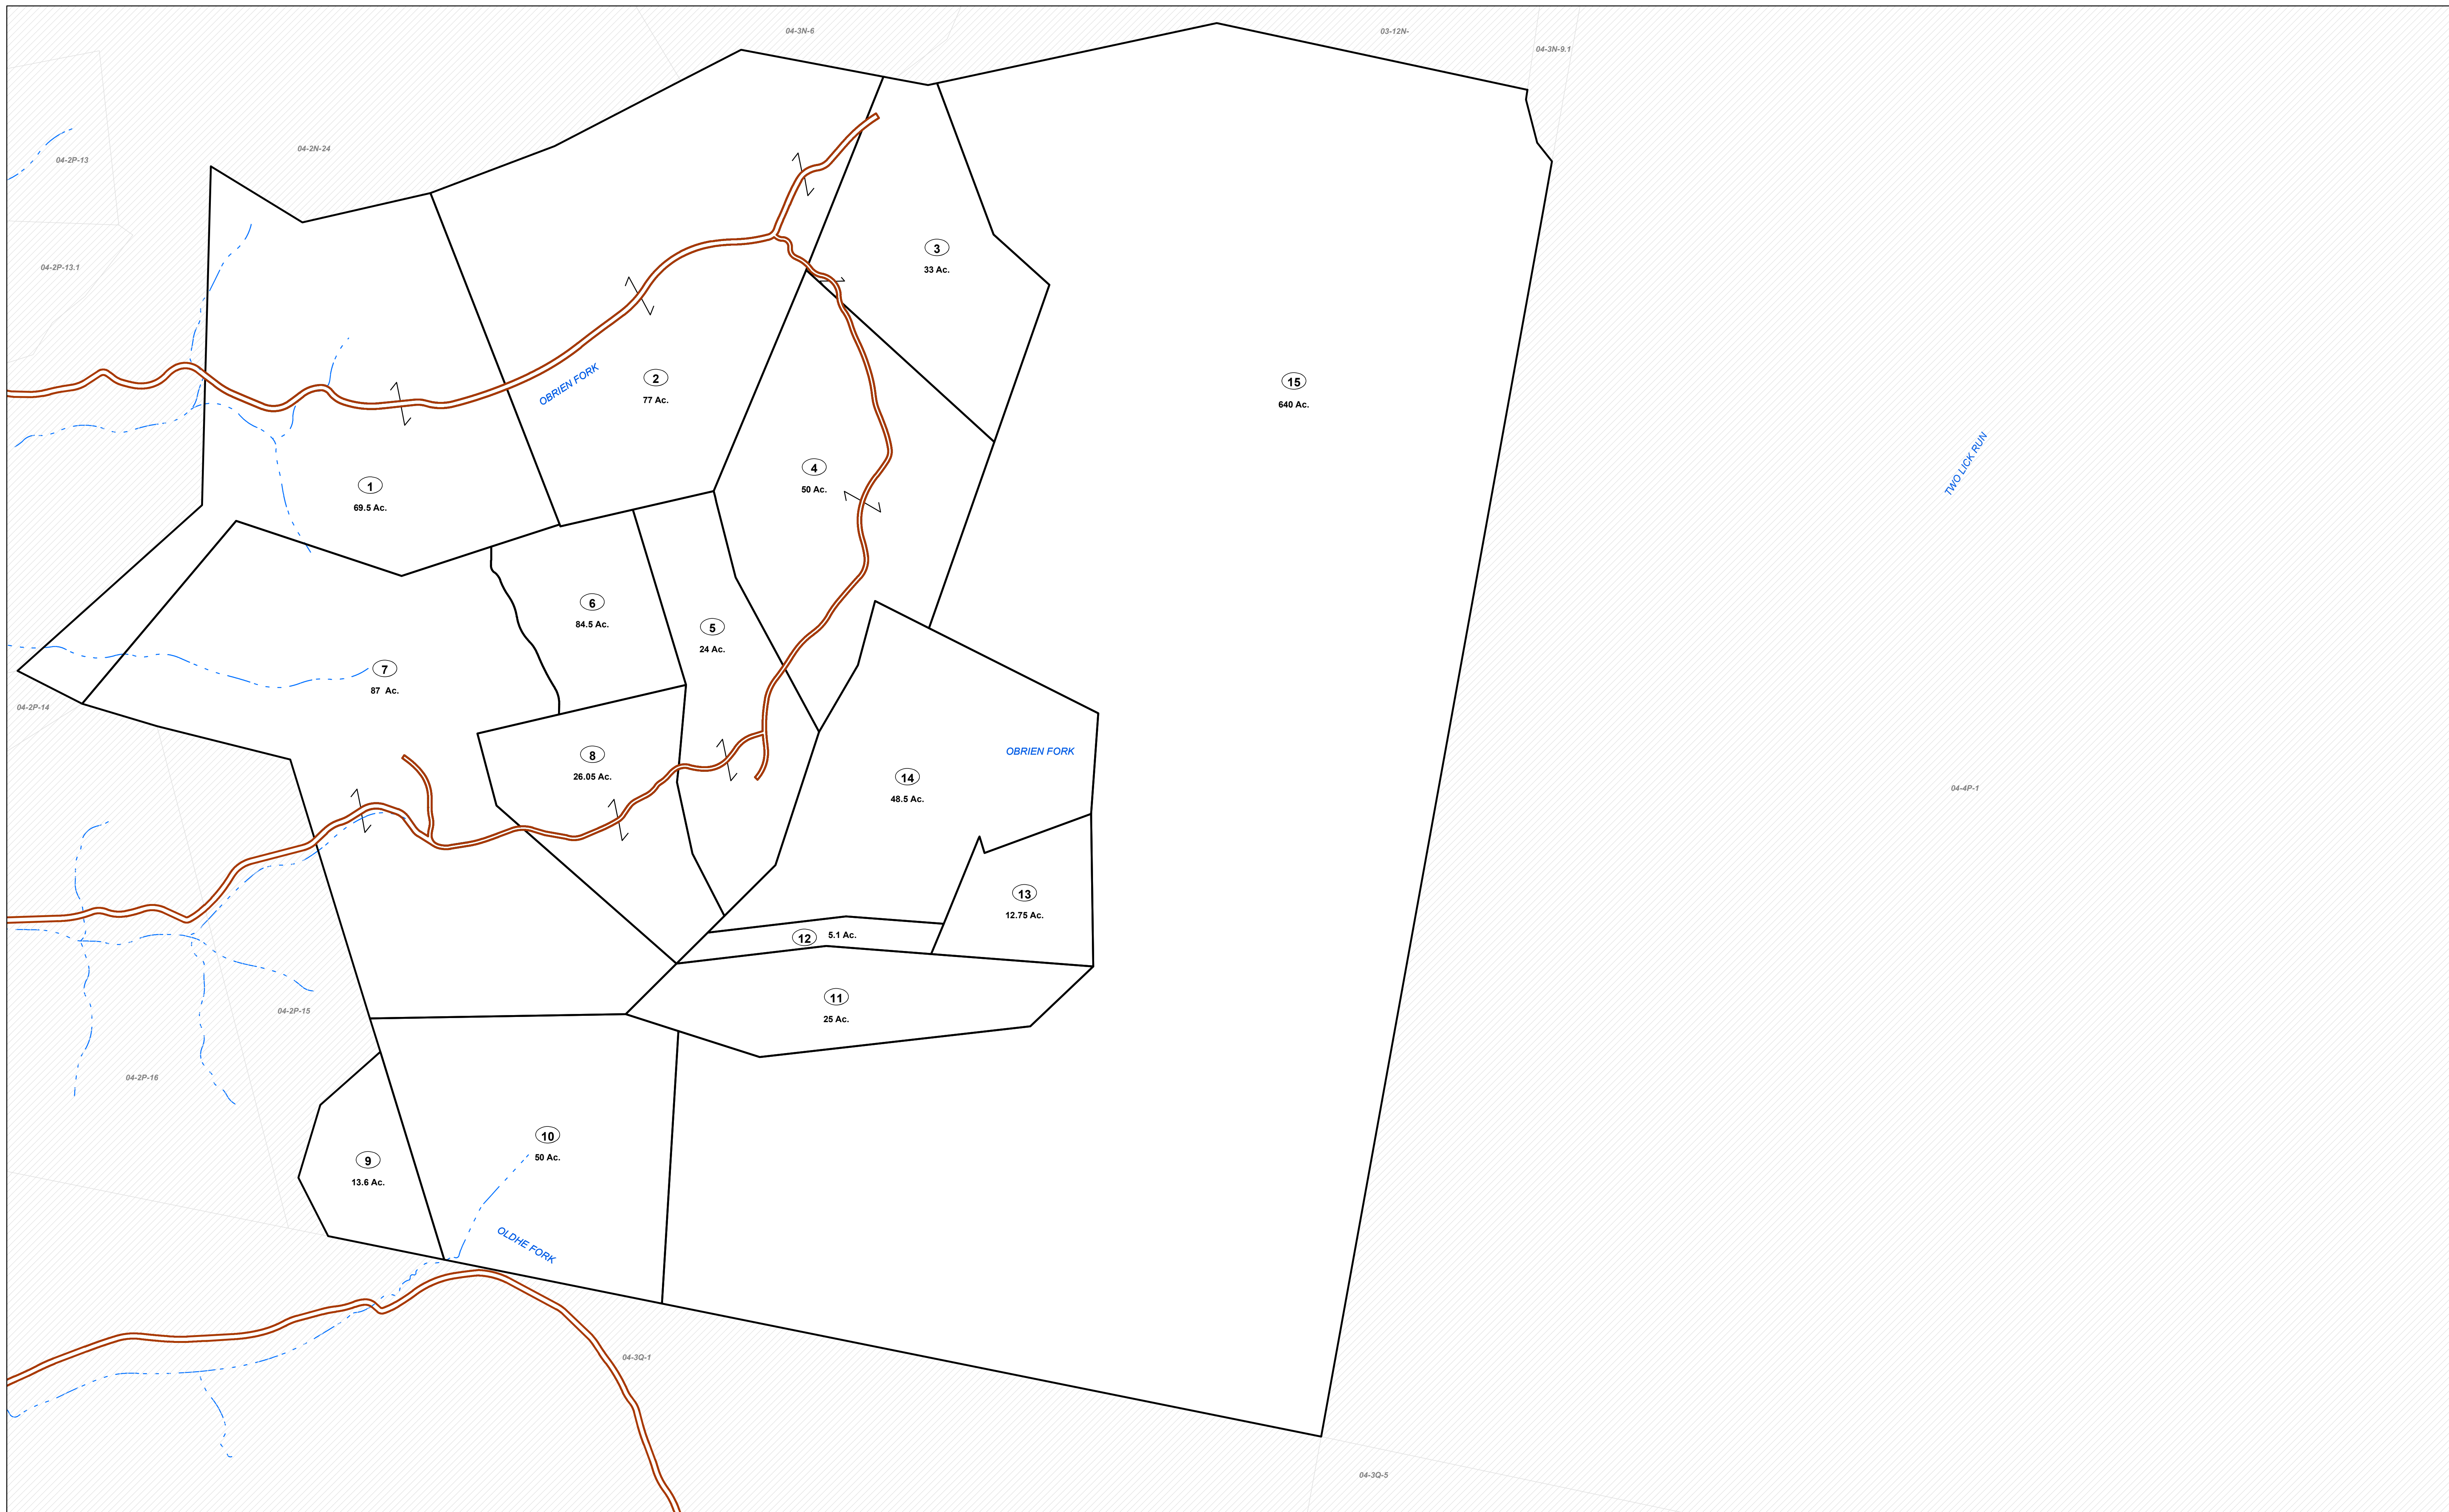 04-3N-6
03-12N-
04-3N-9.1
04-2N-24
04-2P-13
04-2P-13.1
3
33 Ac.
2
77 Ac.
OBRIEN FORK
15
640 Ac.
TWO LICK RUN
4
50 Ac.
1
69.5 Ac.
6
84.5 Ac.
5
24 Ac.
7
87 Ac.
04-2P-14
8
26.05 Ac.
OBRIEN FORK
14
48.5 Ac.
04-4P-1
13
12.75 Ac.
12
5.1 Ac.
11
25 Ac.
04-2P-15
04-2P-16
10
50 Ac.
9
13.6 Ac.
OLDHE FORK
04-3Q-1
04-3Q-5